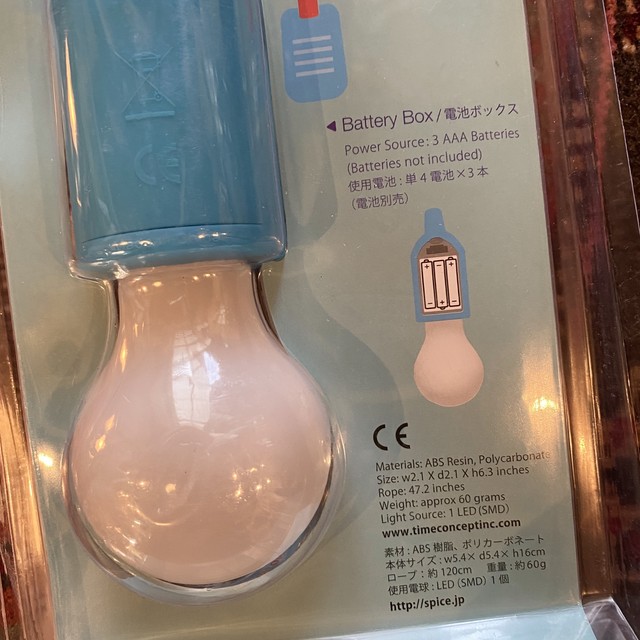 ◀ Battery Box/電池ボックス
Power Source: 3 AAA Batteries
(Batteries not included)
使用電池：単４電池×３本
（電池別売）
CE
Materials: ABS Resin, Polycarbonate
Size: w2.1 X d2.1 X h6.3 inches
Rope: 47.2 inches
Weight: approx 60 grams
Light Source: 1 LED(SMD)
www.timeconceptinc.com
素材：ABS 樹脂、ポリカーボネート
本体サイズ：w5.4× d5.4× h16cm
ロープ：約 120cm 重量：約60g
使用電球：LED (SMD) 1 個
http://spice.jp